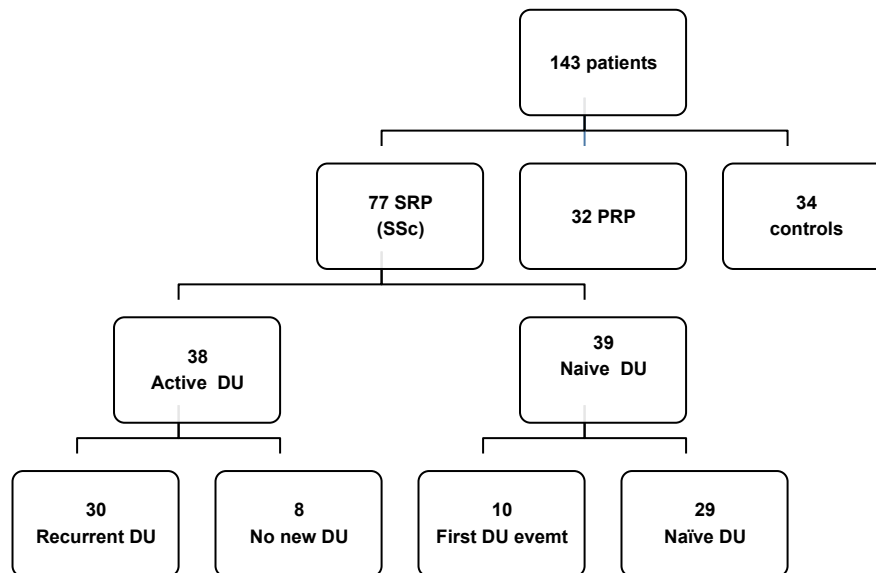 143 patients
77 SRP
(SSc)
32 PRP
34
controls
38
Active DU
39
Naive DU
30
Recurrent DU
8
No new DU
10
First DU evemt
29
Naïve DU